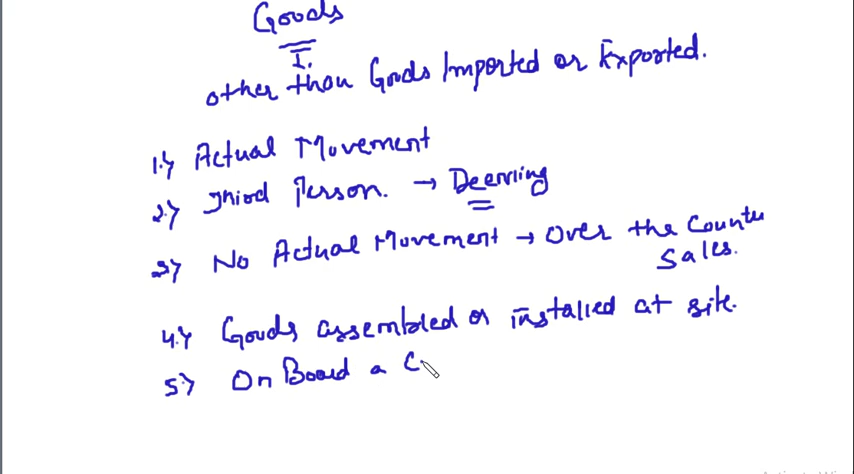 Goods
I.
other than Goods Imported or Exported.
1.) Actual Movement
2.) Third Person. → Deeming
3) No Actual Movement → Over the Counter
Sales.
4.) Goods assembled or installed at site.
5) On Board a C